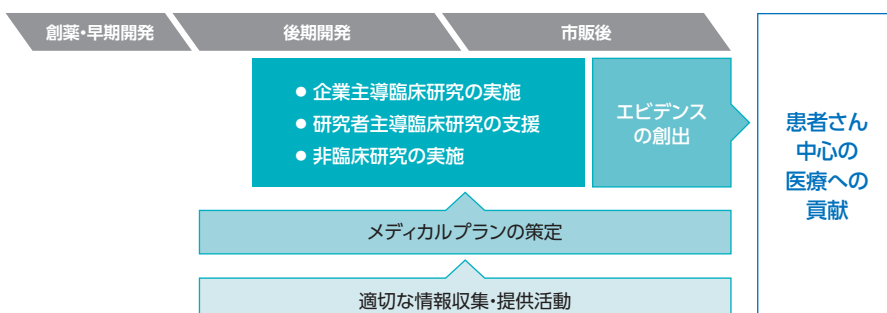 創薬・早期開発
後期開発
市販後
● 企業主導臨床研究の実施
● 研究者主導臨床研究の支援
● 非臨床研究の実施
エビデンス
の創出
患者さん
中心の
医療への
貢献
メディカルプランの策定
適切な情報収集・提供活動